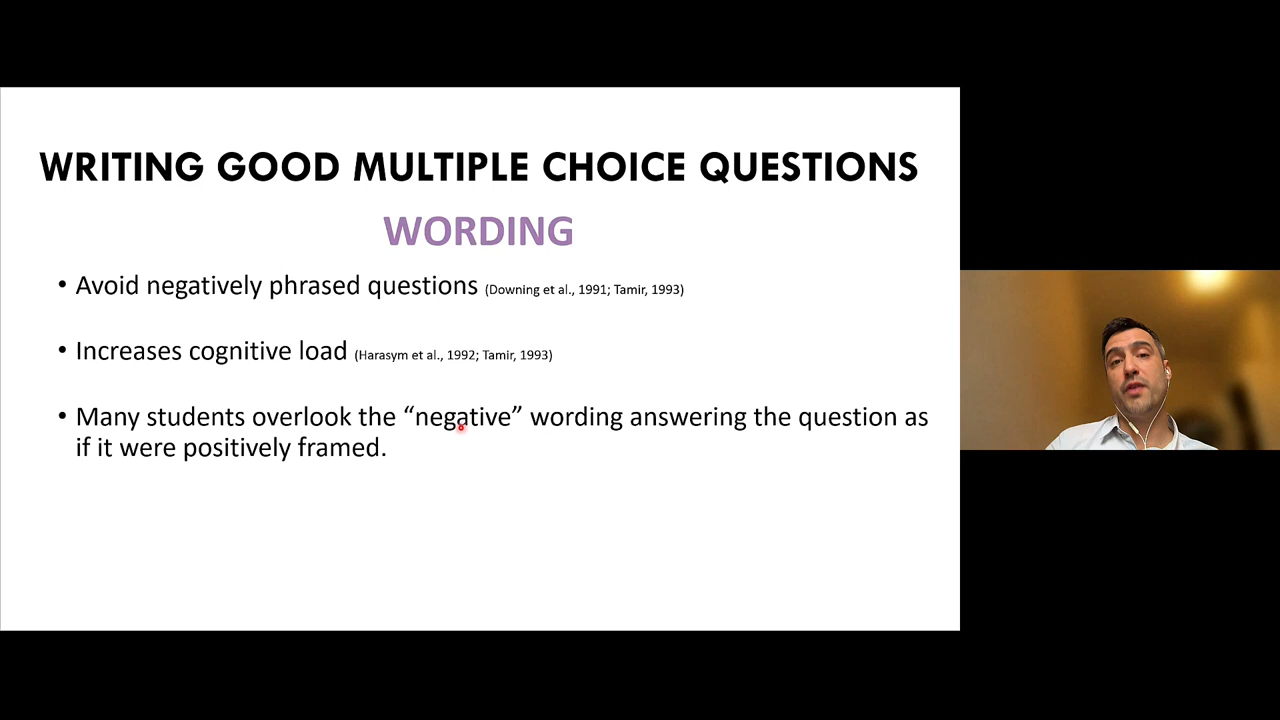 WRITING GOOD MULTIPLE CHOICE QUESTIONS
WORDING
• Avoid negatively phrased questions (Downing et al., 1991; Tamir, 1993)
• Increases cognitive load (Harasym et al., 1992; Tamir, 1993)
• Many students overlook the “negative” wording answering the question as
if it were positively framed.